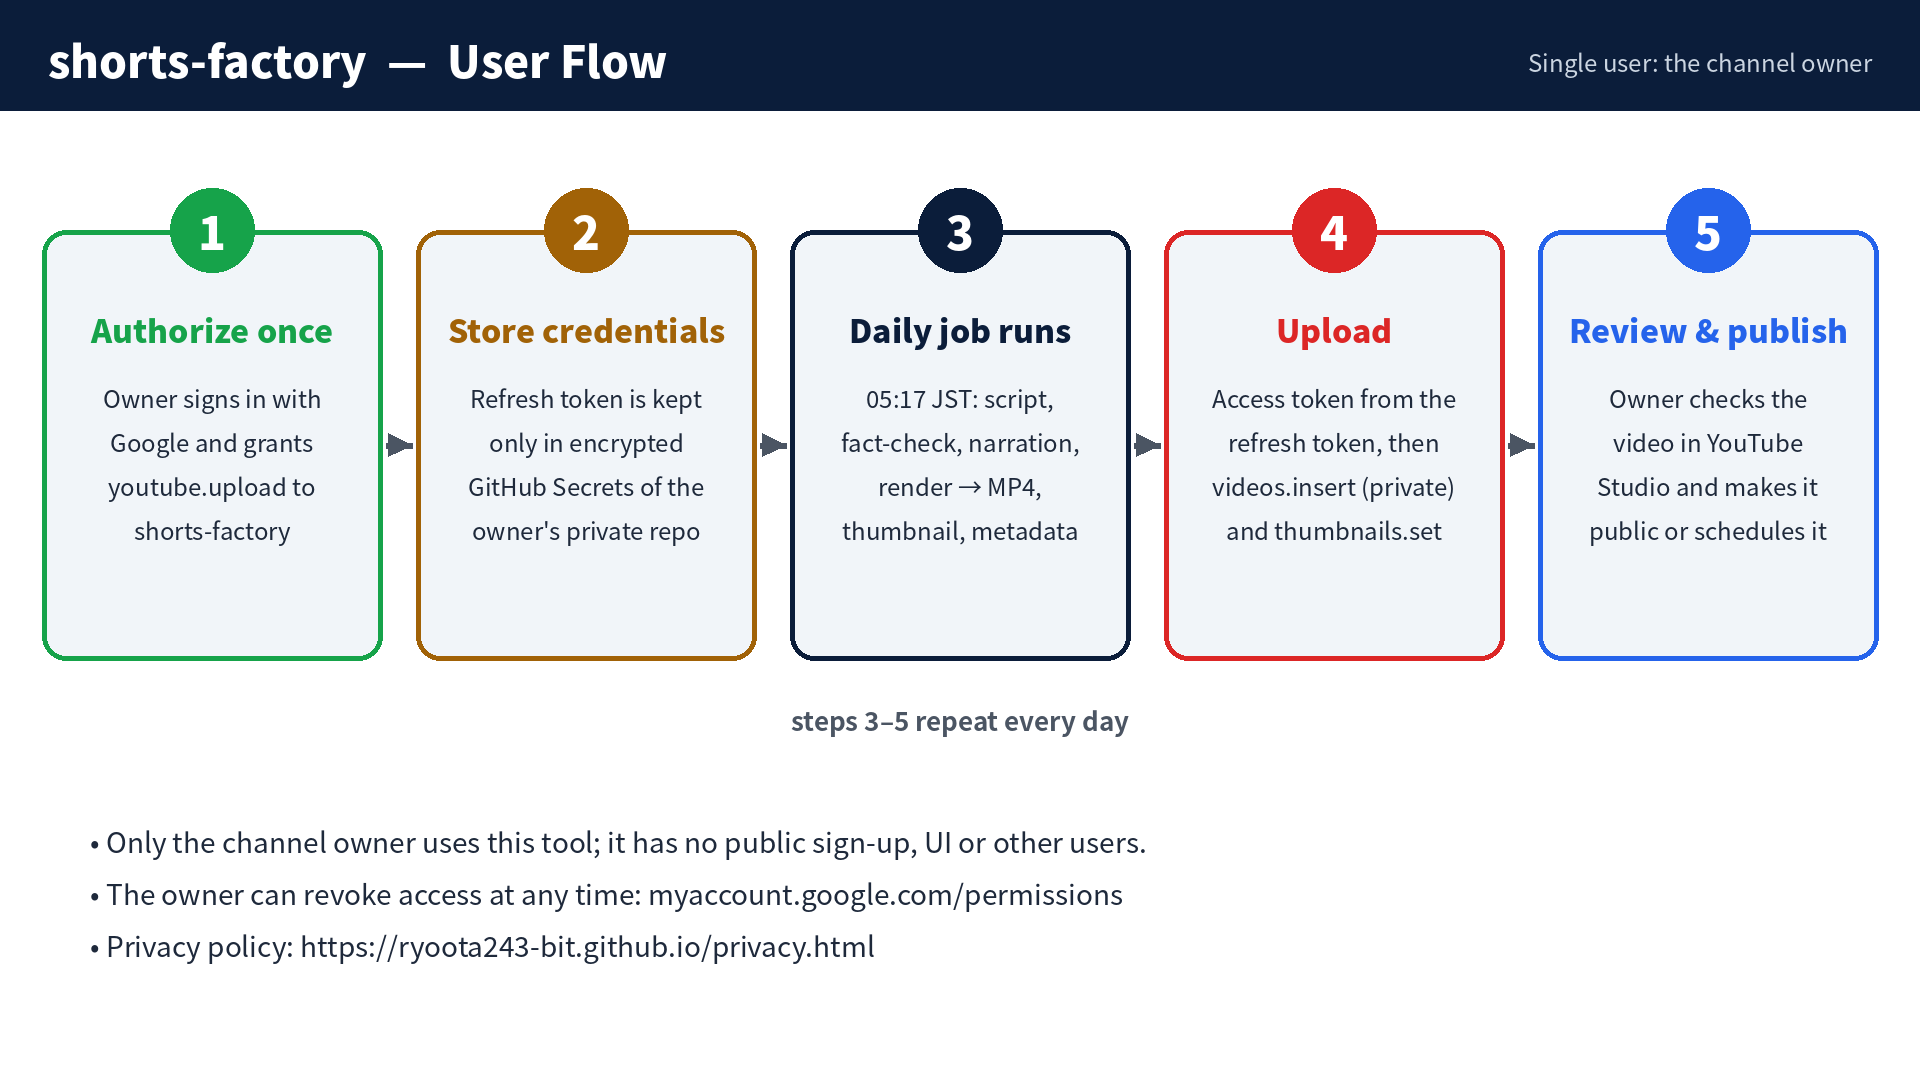 shorts-factory — User Flow
Single user: the channel owner
1
Authorize once
Owner signs in with
Google and grants
youtube.upload to
shorts-factory
2
Store credentials
Refresh token is kept
only in encrypted
GitHub Secrets of the
owner's private repo
3
Daily job runs
05:17 JST: script,
fact-check, narration,
render → MP4,
thumbnail, metadata
4
Upload
Access token from the
refresh token, then
videos.insert (private)
and thumbnails.set
5
Review & publish
Owner checks the
video in YouTube
Studio and makes it
public or schedules it
steps 3–5 repeat every day
• Only the channel owner uses this tool; it has no public sign-up, UI or other users.
• The owner can revoke access at any time: myaccount.google.com/permissions
• Privacy policy: https://ryoota243-bit.github.io/privacy.html